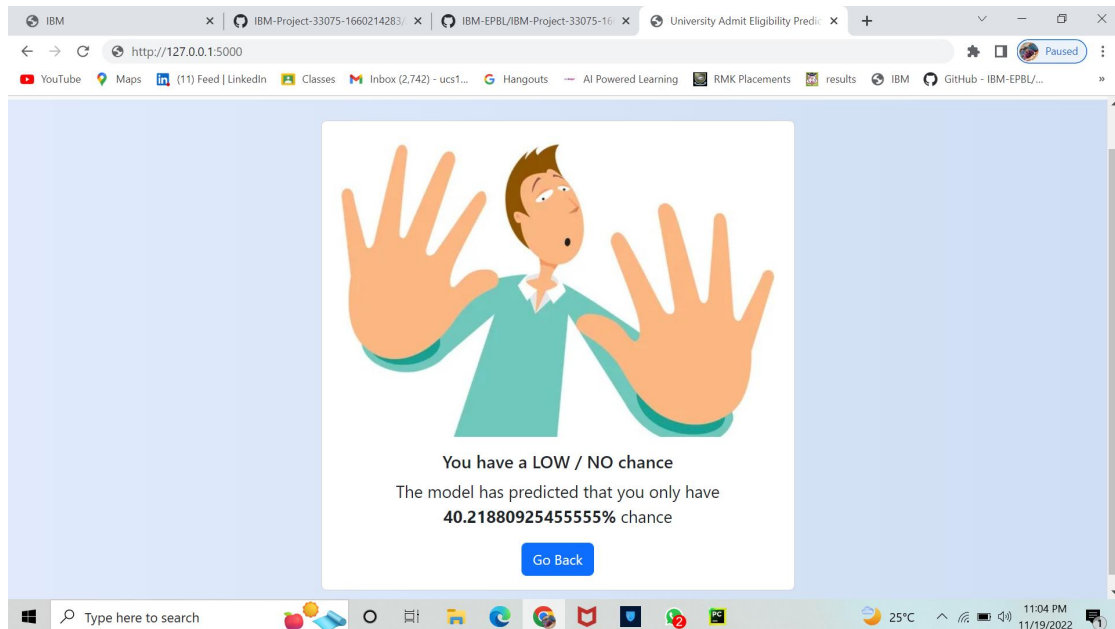 IBM
IBM-Project-33075-1660214283/
IBM-EPBL/IBM-Project-33075-16
University Admit Eligibility Predic
http://127.0.0.1:5000
Paused
YouTube Maps (11) Feed | LinkedIn Classes Inbox (2,742) - ucs1... Hangouts AI Powered Learning RMK Placements results IBM GitHub - IBM-EPBL/... »
You have a LOW / NO chance
The model has predicted that you only have
40.21880925455555% chance
Go Back
Type here to search
2
PC
25°C
11:04 PM
11/19/2022
1